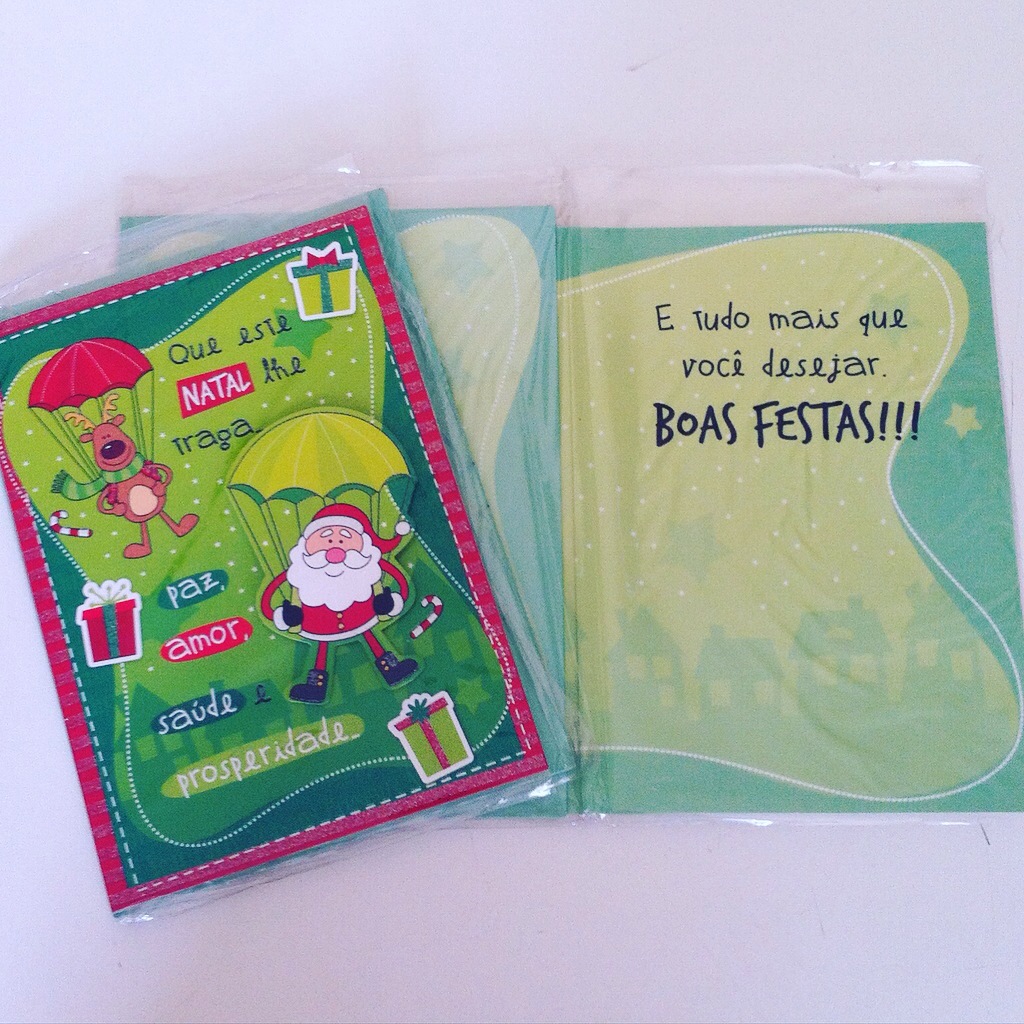 Que este
NATAL lhe
traga
paz,
amor,
saúde e
prosperidade...
E tudo mais que
você desejar.
BOAS FESTAS!!!